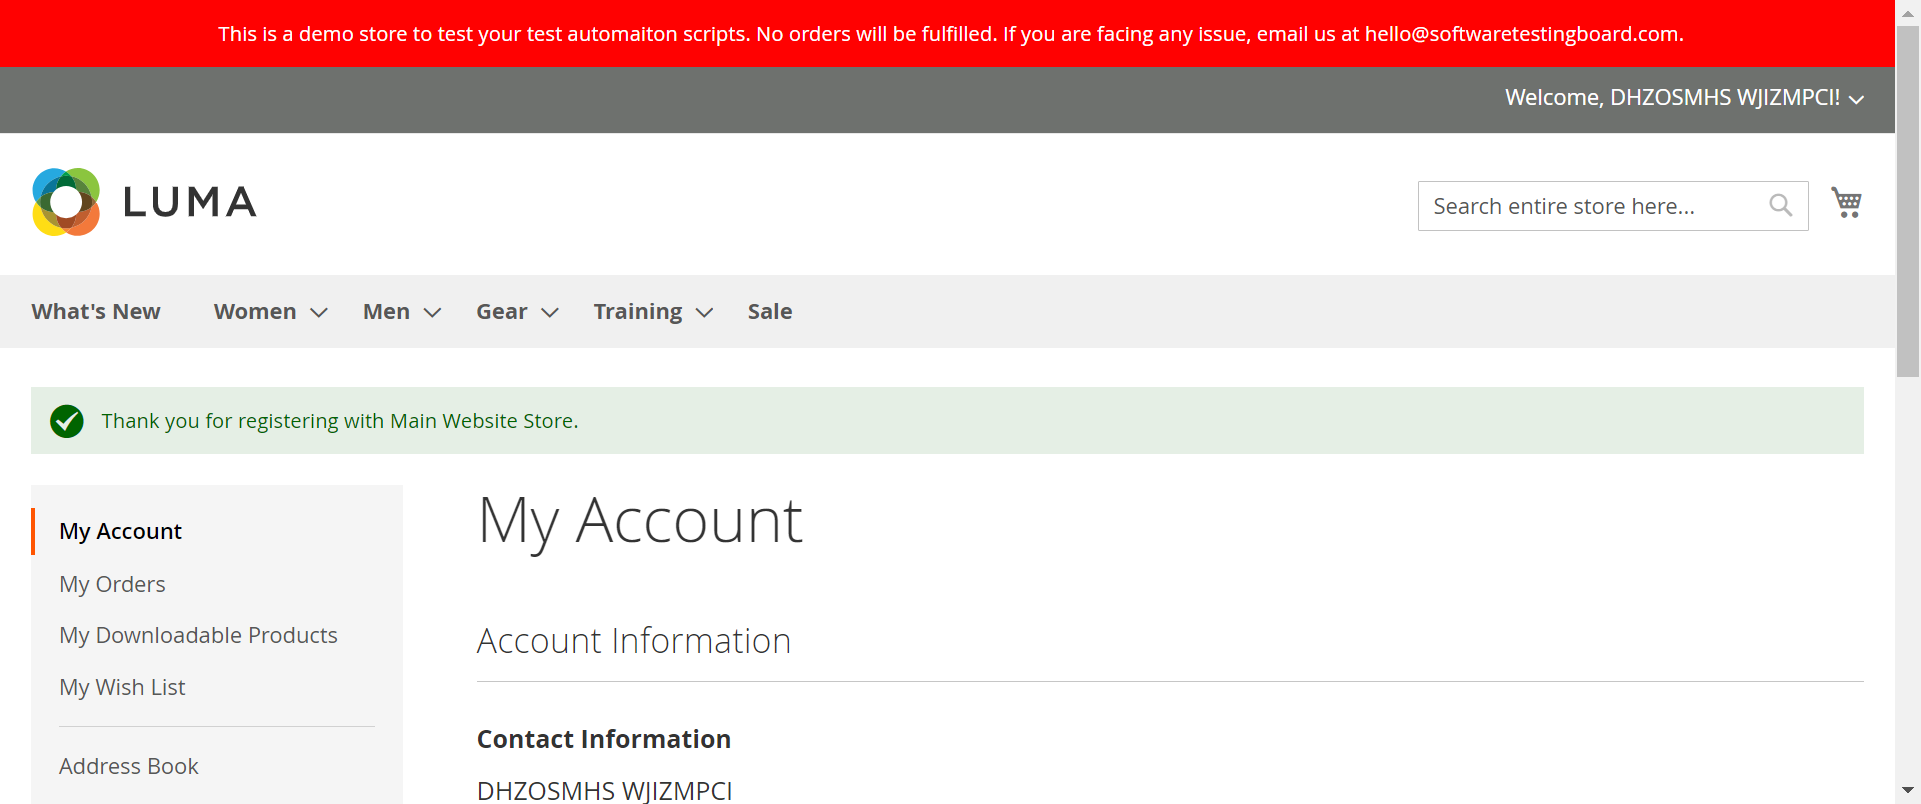 This is a demo store to test your test automaiton scripts. No orders will be fulfilled. If you are facing any issue, email us at hello@softwaretestingboard.com.
Welcome, DHZOSMHS WJIZMPCI!
LUMA
Search entire store here...
What's New Women Men Gear Training Sale
Thank you for registering with Main Website Store.
My Account
My Orders
My Downloadable Products
My Wish List
Address Book
My Account
Account Information
Contact Information
DHZOSMHS WJIZMPCI